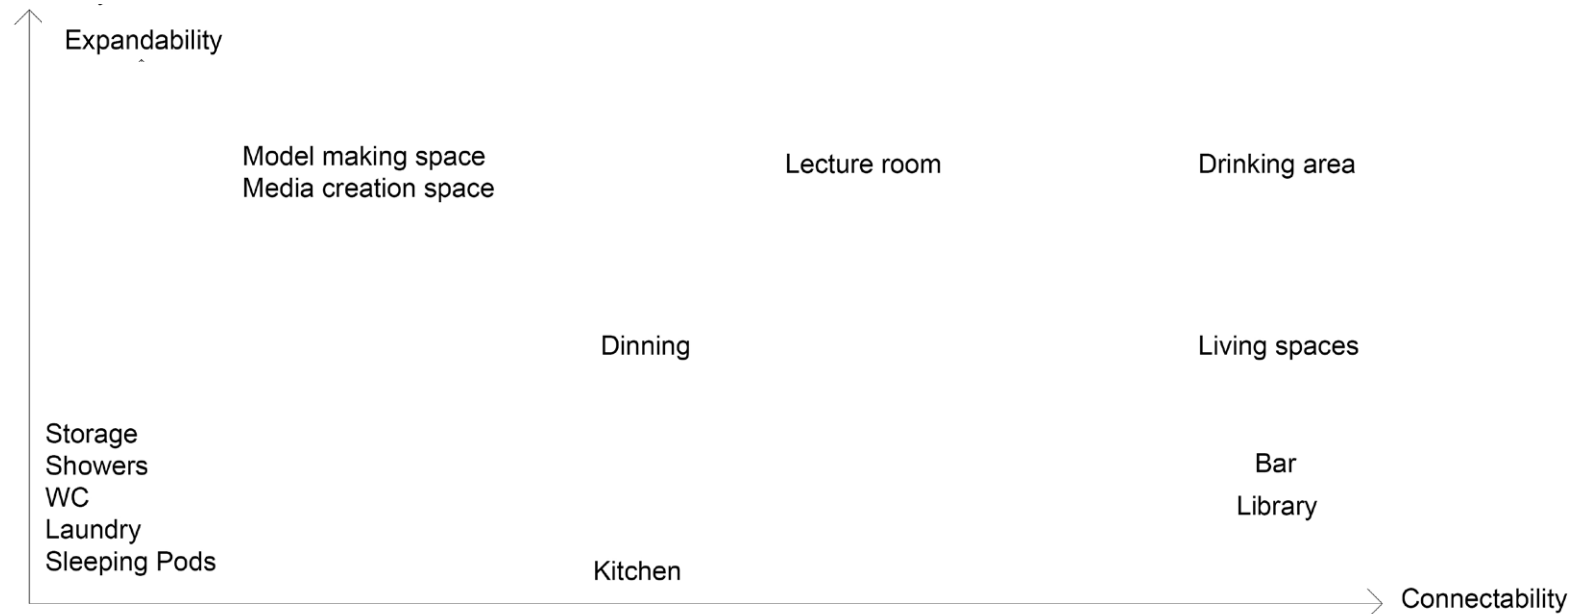 Expandability
Model making space
Media creation space
Lecture room
Drinking area
Dinning
Living spaces
Storage
Showers
WC
Laundry
Sleeping Pods
Bar
Library
Kitchen
Connectability